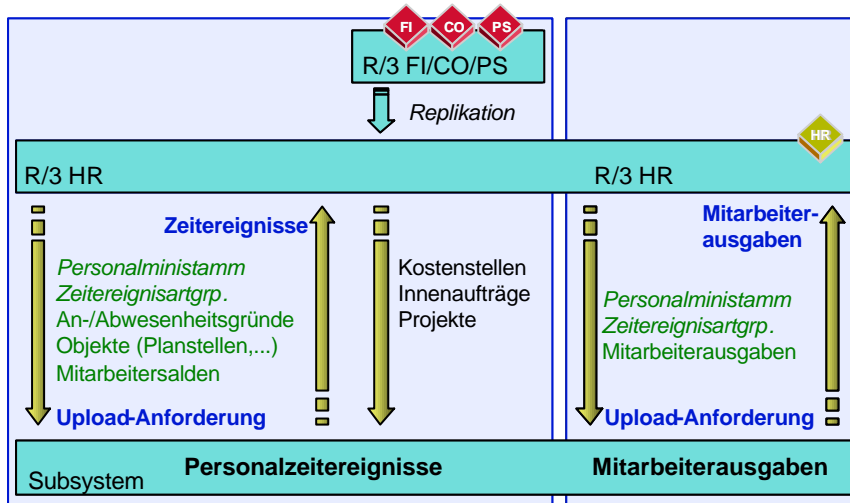 FI CO PS
R/3 FI/CO/PS
Replikation
HR
R/3 HR
R/3 HR
Zeitereignisse
Personalministamm
Zeitereignisartgrp.
An-/Abwesenheitsgründe
Objekte (Planstellen,...)
Mitarbeitersalden
Upload-Anforderung
Kostenstellen
Innenaufträge
Projekte
Mitarbeiter-
ausgaben
Personalministamm
Zeitereignisartgrp.
Mitarbeiterausgaben
Upload-Anforderung
Subsystem
Personalzeitereignisse
Mitarbeiterausgaben